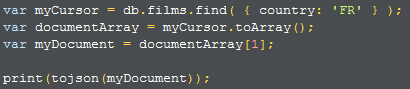 var myCursor = db.films.find( { country: 'FR' } );
var documentArray = myCursor.toArray();
var myDocument = documentArray[1];
print(tojson(myDocument));